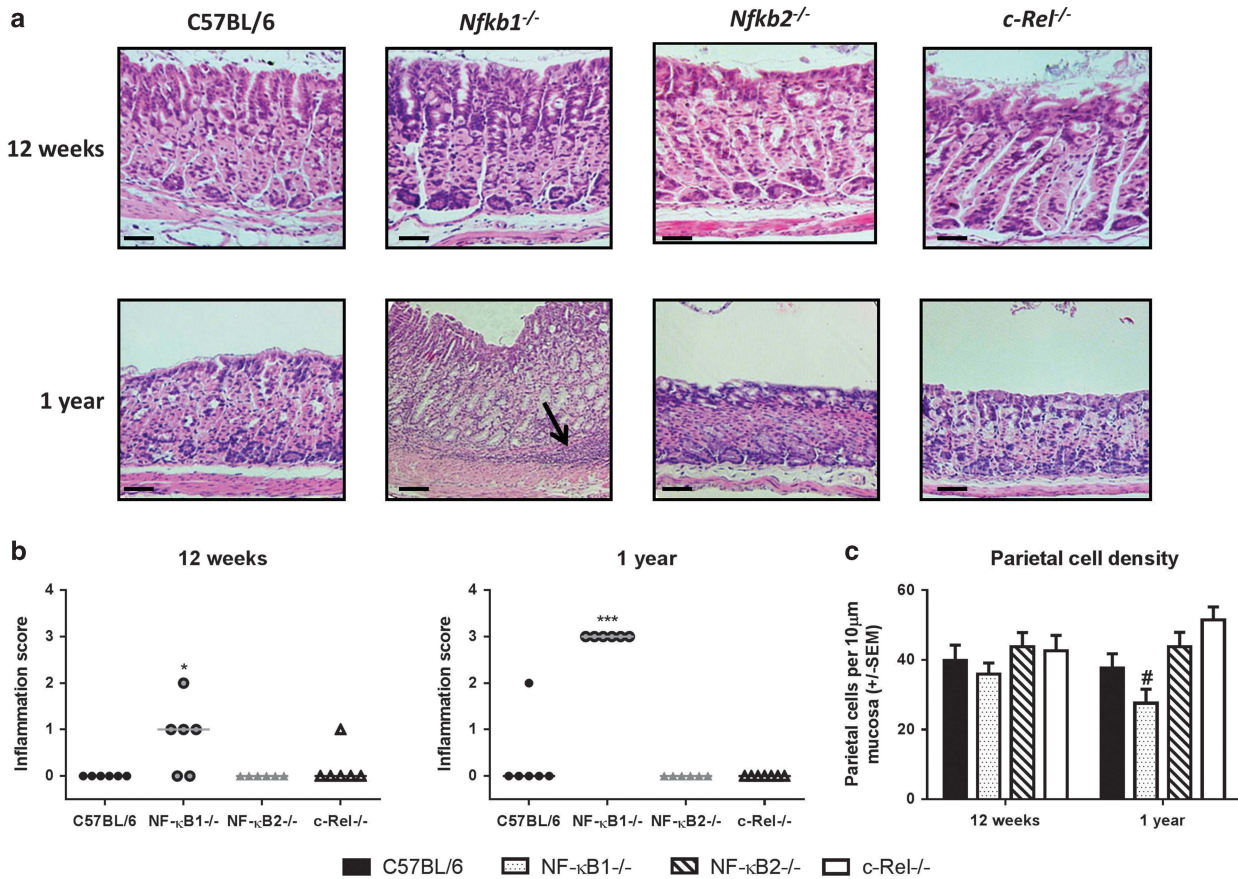 a
C57BL/6 Nfkb1-/- Nfkb2-/- c-Rel-/-
12 weeks
1 year
b
12 weeks
Inflammation score
4
3
2
1
0
*
C57BL/6 NF-κB1-/- NF-κB2-/- c-Rel-/-
1 year
Inflammation score
4
3
2
1
0
***
C57BL/6 NF-κB1-/- NF-κB2-/- c-Rel-/-
c
Parietal cell density
Parietal cells per 10μm
mucosa (+/-SEM)
60
40
20
0
#
12 weeks 1 year
C57BL/6 NF-κB1-/- NF-κB2-/- c-Rel-/-